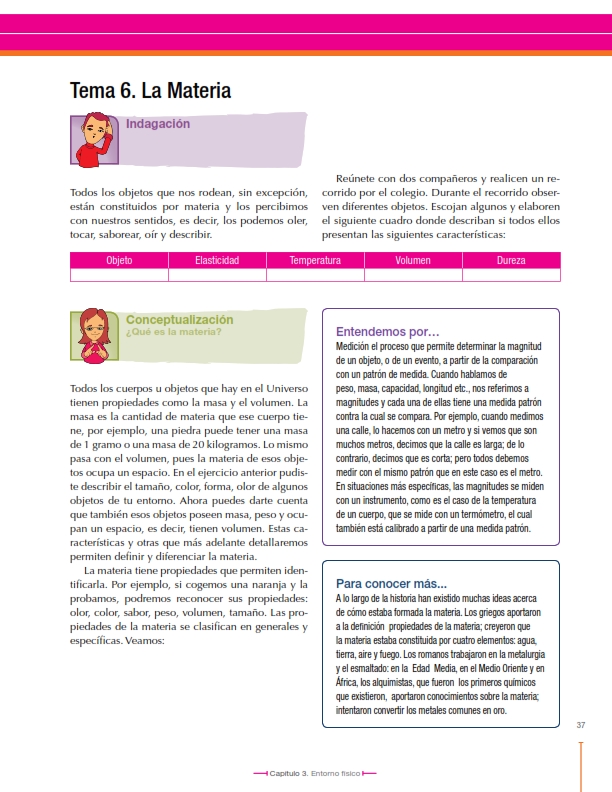 Tema 6. La Materia
Indagación
Todos los objetos que nos rodean, sin excepción,
están constituidos por materia y los percibimos
con nuestros sentidos, es decir, los podemos oler,
tocar, saborear, oír y describir.
Reúnete con dos compañeros y realicen un re-
corrido por el colegio. Durante el recorrido obser-
ven diferentes objetos. Escojan algunos y elaboren
el siguiente cuadro donde describan si todos ellos
presentan las siguientes características:
Objeto Elasticidad Temperatura Volumen Dureza
Conceptualización
¿Qué es la materia?
Todos los cuerpos u objetos que hay en el Universo
tienen propiedades como la masa y el volumen. La
masa es la cantidad de materia que ese cuerpo tie-
ne, por ejemplo, una piedra puede tener una masa
de 1 gramo o una masa de 20 kilogramos. Lo mismo
pasa con el volumen, pues la materia de esos obje-
tos ocupa un espacio. En el ejercicio anterior pudis-
te describir el tamaño, color, forma, olor de algunos
objetos de tu entorno. Ahora puedes darte cuenta
que también esos objetos poseen masa, peso y ocu-
pan un espacio, es decir, tienen volumen. Estas ca-
racterísticas y otras que más adelante detallaremos
permiten definir y diferenciar la materia.
La materia tiene propiedades que permiten iden-
tificarla. Por ejemplo, si cogemos una naranja y la
probamos, podremos reconocer sus propiedades:
olor, color, sabor, peso, volumen, tamaño. Las pro-
piedades de la materia se clasifican en generales y
específicas. Veamos:
Entendemos por…
Medición el proceso que permite determinar la magnitud
de un objeto, o de un evento, a partir de la comparación
con un patrón de medida. Cuando hablamos de
peso, masa, capacidad, longitud etc., nos referimos a
magnitudes y cada una de ellas tiene una medida patrón
contra la cual se compara. Por ejemplo, cuando medimos
una calle, lo hacemos con un metro y si vemos que son
muchos metros, decimos que la calle es larga; de lo
contrario, decimos que es corta; pero todos debemos
medir con el mismo patrón que en este caso es el metro.
En situaciones más específicas, las magnitudes se miden
con un instrumento, como es el caso de la temperatura
de un cuerpo, que se mide con un termómetro, el cual
también está calibrado a partir de una medida patrón.
Para conocer más...
A lo largo de la historia han existido muchas ideas acerca
de cómo estaba formada la materia. Los griegos aportaron
a la definición propiedades de la materia; creyeron que
la materia estaba constituida por cuatro elementos: agua,
tierra, aire y fuego. Los romanos trabajaron en la metalurgia
y el esmaltado: en la Edad Media, en el Medio Oriente y en
África, los alquimistas, que fueron los primeros químicos
que existieron, aportaron conocimientos sobre la materia;
intentaron convertir los metales comunes en oro.
37
Capítulo 3. Entorno físico